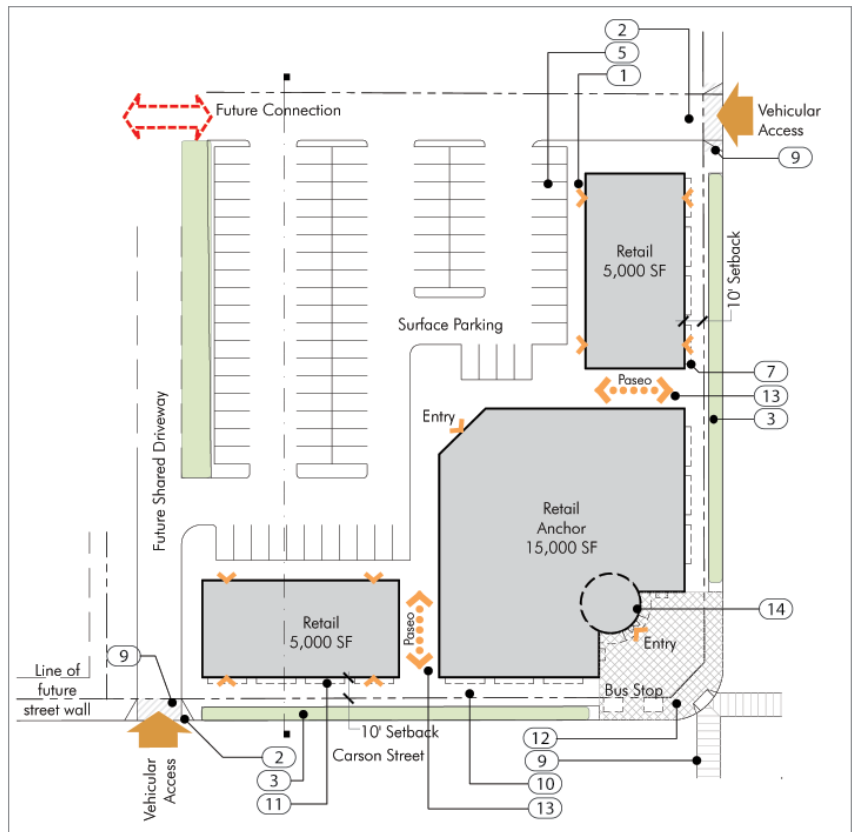 2
5
1
Future Connection
Vehicular
Access
9
Retail
5,000 SF
10' Setback
Surface Parking
7
Paseo
13
Entry
3
Future Shared Driveway
Retail
Anchor
15,000 SF
14
Retail
5,000 SF
Paseo
Entry
9
Line of
future
street wall
Bus Stop
10' Setback
12
2
Carson Street
9
3
10
11
13
Vehicular
Access